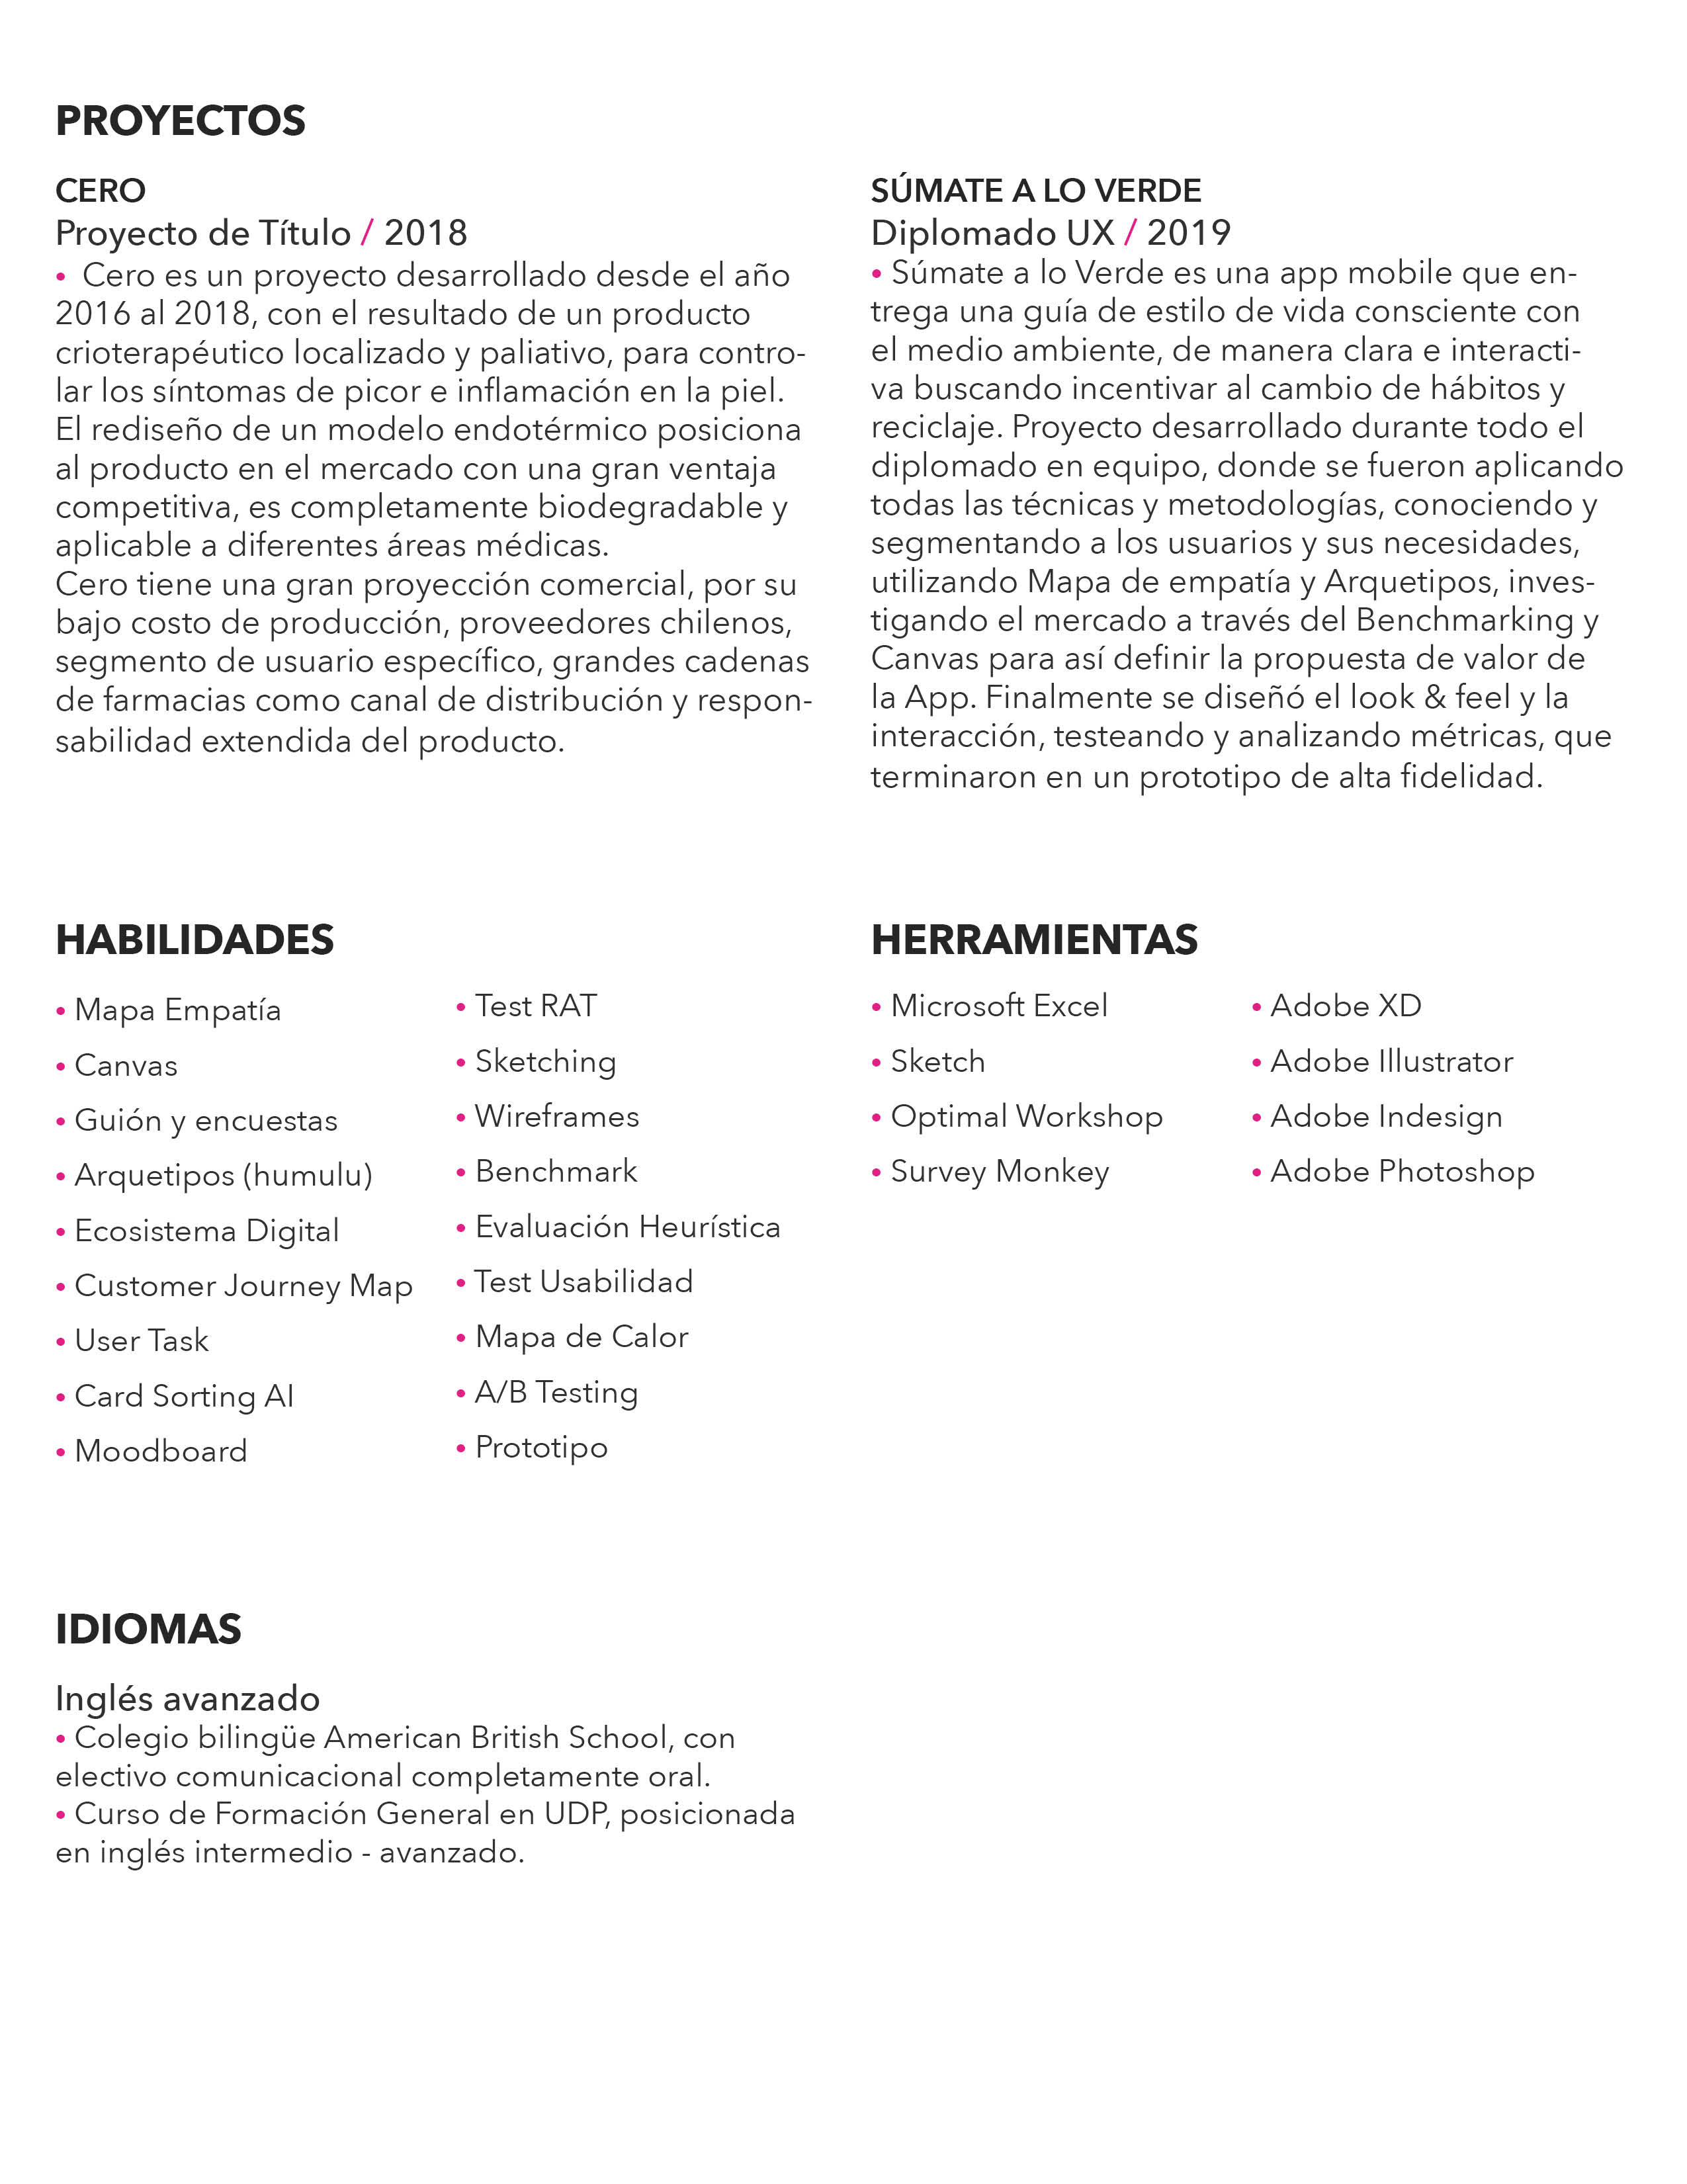 PROYECTOS
CERO
Proyecto de Título / 2018
• Cero es un proyecto desarrollado desde el año
2016 al 2018, con el resultado de un producto
crioterapéutico localizado y paliativo, para contro-
lar los síntomas de picor e inflamación en la piel.
El rediseño de un modelo endotérmico posiciona
al producto en el mercado con una gran ventaja
competitiva, es completamente biodegradable y
aplicable a diferentes áreas médicas.
Cero tiene una gran proyección comercial, por su
bajo costo de producción, proveedores chilenos,
segmento de usuario específico, grandes cadenas
de farmacias como canal de distribución y respon-
sabilidad extendida del producto.
SÚMATE A LO VERDE
Diplomado UX / 2019
• Súmate a lo Verde es una app mobile que en-
trega una guía de estilo de vida consciente con
el medio ambiente, de manera clara e interacti-
va buscando incentivar al cambio de hábitos y
reciclaje. Proyecto desarrollado durante todo el
diplomado en equipo, donde se fueron aplicando
todas las técnicas y metodologías, conociendo y
segmentando a los usuarios y sus necesidades,
utilizando Mapa de empatía y Arquetipos, inves-
tigando el mercado a través del Benchmarking y
Canvas para así definir la propuesta de valor de
la App. Finalmente se diseñó el look & feel y la
interacción, testeando y analizando métricas, que
terminaron en un prototipo de alta fidelidad.
HABILIDADES
• Mapa Empatía
• Canvas
• Guión y encuestas
• Arquetipos (humulu)
• Ecosistema Digital
• Customer Journey Map
• User Task
• Card Sorting AI
• Moodboard
• Test RAT
• Sketching
• Wireframes
• Benchmark
• Evaluación Heurística
• Test Usabilidad
• Mapa de Calor
• A/B Testing
• Prototipo
HERRAMIENTAS
• Microsoft Excel
• Sketch
• Optimal Workshop
• Survey Monkey
• Adobe XD
• Adobe Illustrator
• Adobe Indesign
• Adobe Photoshop
IDIOMAS
Inglés avanzado
• Colegio bilingüe American British School, con
electivo comunicacional completamente oral.
• Curso de Formación General en UDP, posicionada
en inglés intermedio - avanzado.